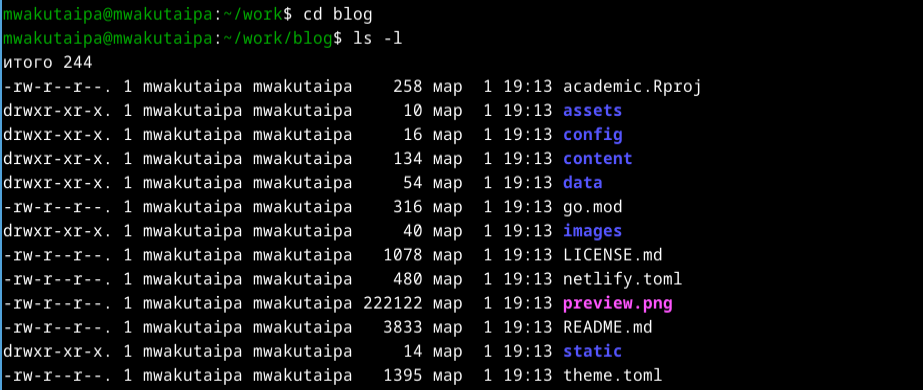 mwakutaipa@mwakutaipa:~/work$ cd blog
mwakutaipa@mwakutaipa:~/work/blog$ ls -l
итого 244
-rw-r--r--. 1 mwakutaipa mwakutaipa    258 мар  1 19:13 academic.Rproj
drwxr-xr-x. 1 mwakutaipa mwakutaipa     10 мар  1 19:13 assets
drwxr-xr-x. 1 mwakutaipa mwakutaipa     16 мар  1 19:13 config
drwxr-xr-x. 1 mwakutaipa mwakutaipa    134 мар  1 19:13 content
drwxr-xr-x. 1 mwakutaipa mwakutaipa     54 мар  1 19:13 data
-rw-r--r--. 1 mwakutaipa mwakutaipa    316 мар  1 19:13 go.mod
drwxr-xr-x. 1 mwakutaipa mwakutaipa     40 мар  1 19:13 images
-rw-r--r--. 1 mwakutaipa mwakutaipa   1078 мар  1 19:13 LICENSE.md
-rw-r--r--. 1 mwakutaipa mwakutaipa    480 мар  1 19:13 netlify.toml
-rw-r--r--. 1 mwakutaipa mwakutaipa 222122 мар  1 19:13 preview.png
-rw-r--r--. 1 mwakutaipa mwakutaipa   3833 мар  1 19:13 README.md
drwxr-xr-x. 1 mwakutaipa mwakutaipa     14 мар  1 19:13 static
-rw-r--r--. 1 mwakutaipa mwakutaipa   1395 мар  1 19:13 theme.toml